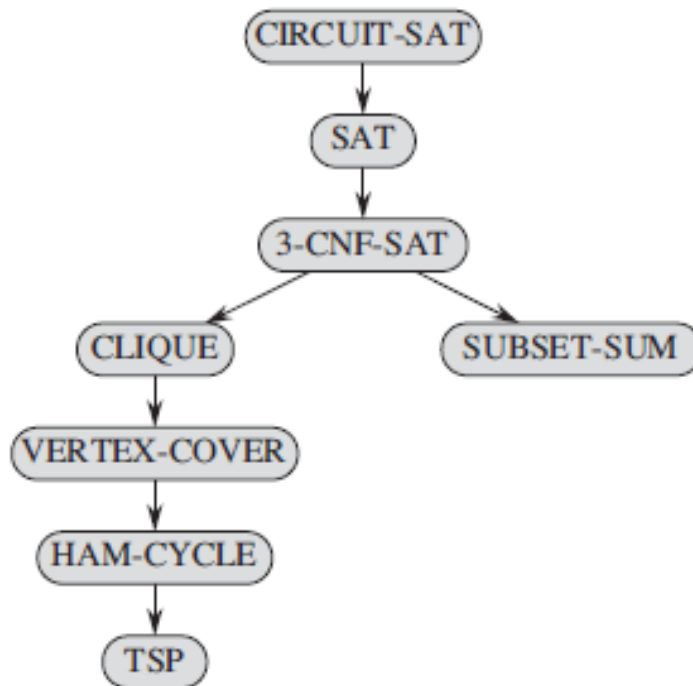 CIRCUIT-SAT
SAT
3-CNF-SAT
CLIQUE
SUBSET-SUM
VERTEX-COVER
HAM-CYCLE
TSP